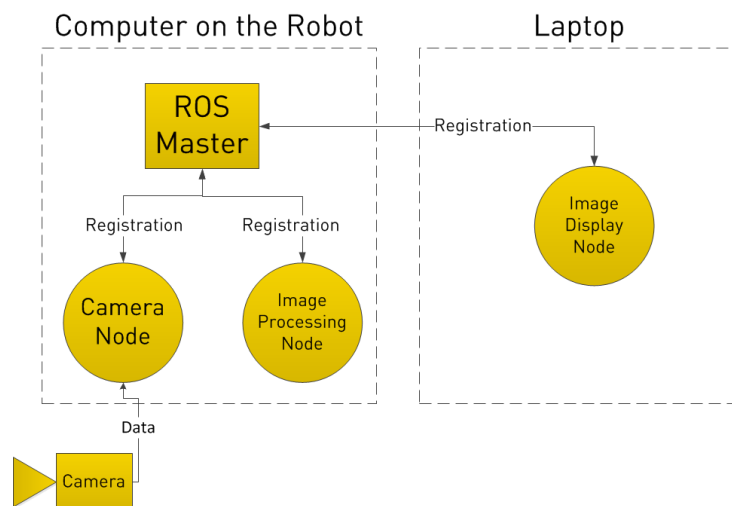 Computer on the Robot
Laptop
ROS
Master
Registration
Registration
Registration
Image
Display
Node
Camera
Node
Image
Processing
Node
Data
Camera